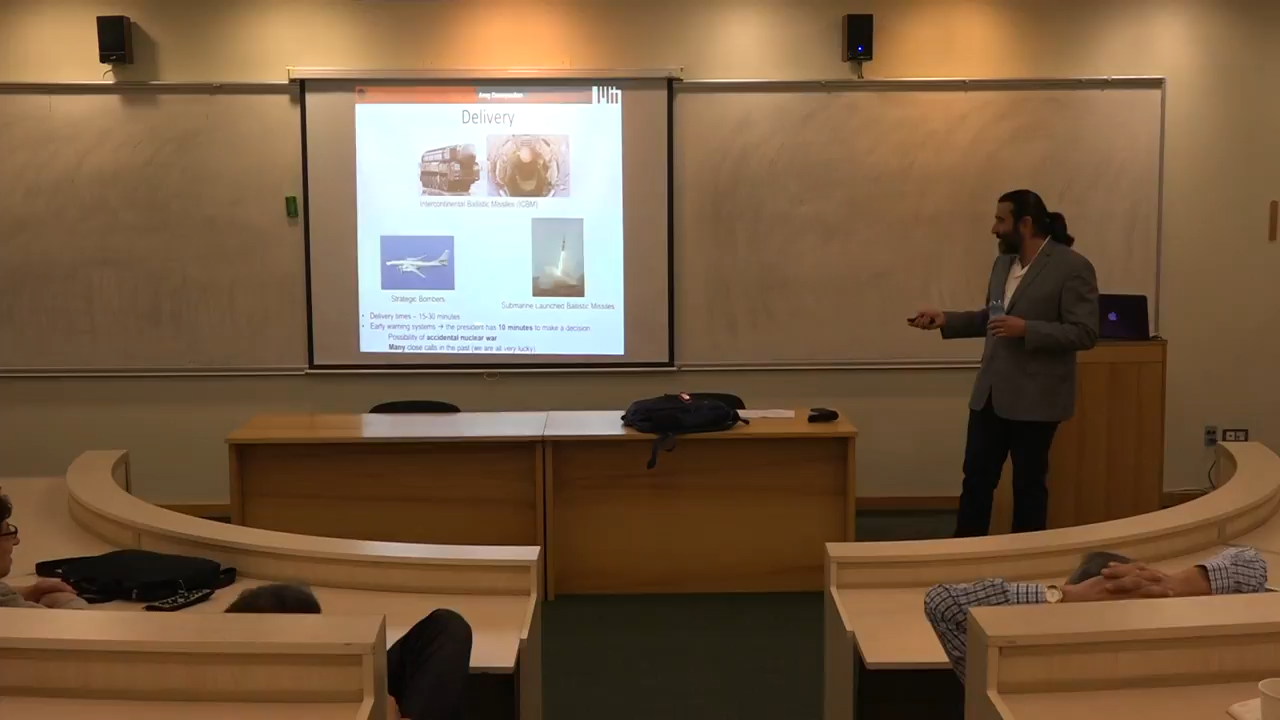 Delivery
Intercontinental Ballistic Missiles (ICBM)
Strategic Bombers
Submarine Launched Ballistic Missiles
• Delivery times ~ 15-30 minutes
• Early warning systems → the president has 10 minutes to make a decision
Possibility of accidental nuclear war
Many close calls in the past (we are all very lucky)